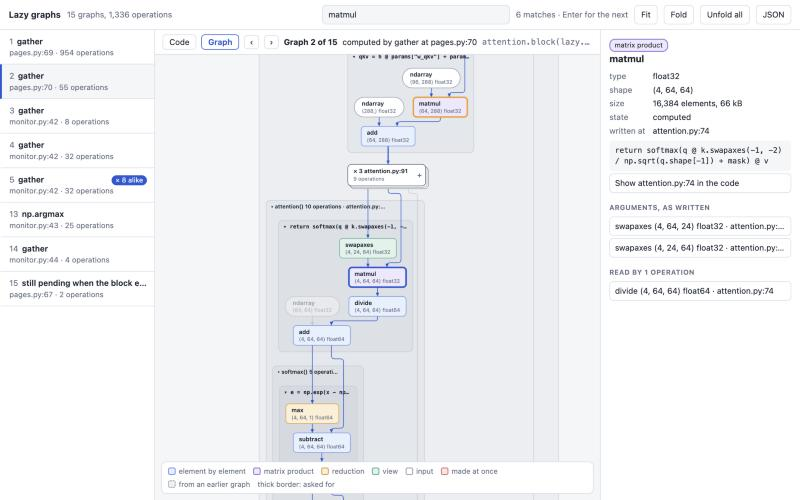 Lazy graphs 15 graphs, 1,336 operations
matmul
6 matches · Enter for the next
Fit
Fold
Unfold all
JSON
1 gather
pages.py:69 · 954 operations
2 gather
pages.py:70 · 55 operations
3 gather
monitor.py:42 · 8 operations
4 gather
monitor.py:42 · 32 operations
5 gather × 8 alike
monitor.py:42 · 32 operations
13 np.argmax
monitor.py:43 · 25 operations
14 gather
monitor.py:44 · 4 operations
15 still pending when the block e...
pages.py:67 · 2 operations
Code
Graph
‹
›
Graph 2 of 15 computed by gather at pages.py:70 attention.block(lazy,…
qkv = h @ params["w_qkv"] + param…
ndarray
(96, 288) float32
ndarray
(288,) float32
matmul
(64, 288) float32
add
(64, 288) float32
× 3 attention.py:91 +
9 operations
attention() 10 operations · attention.py:...
return softmax(q @ k.swapaxes(-1, -…
swapaxes
(4, 24, 64) float32
matmul
(4, 64, 64) float32
ndarray
(64, 64) float32
divide
(4, 64, 64) float64
add
(4, 64, 64) float64
softmax() 5 operati...
e = np.exp(x - np…
max
(4, 64, 1) float64
subtract
(4, 64, 64) float64
element by element
matrix product
reduction
view
input
made at once
from an earlier graph
thick border: asked for
matrix product
matmul
type float32
shape (4, 64, 64)
size 16,384 elements, 66 kB
state computed
written at attention.py:74
return softmax(q @ k.swapaxes(-1, -2)
/ np.sqrt(q.shape[-1]) + mask) @ v
Show attention.py:74 in the code
ARGUMENTS, AS WRITTEN
swapaxes (4, 64, 24) float32 · attention.py:...
swapaxes (4, 24, 64) float32 · attention.py:...
READ BY 1 OPERATION
divide (4, 64, 64) float64 · attention.py:74